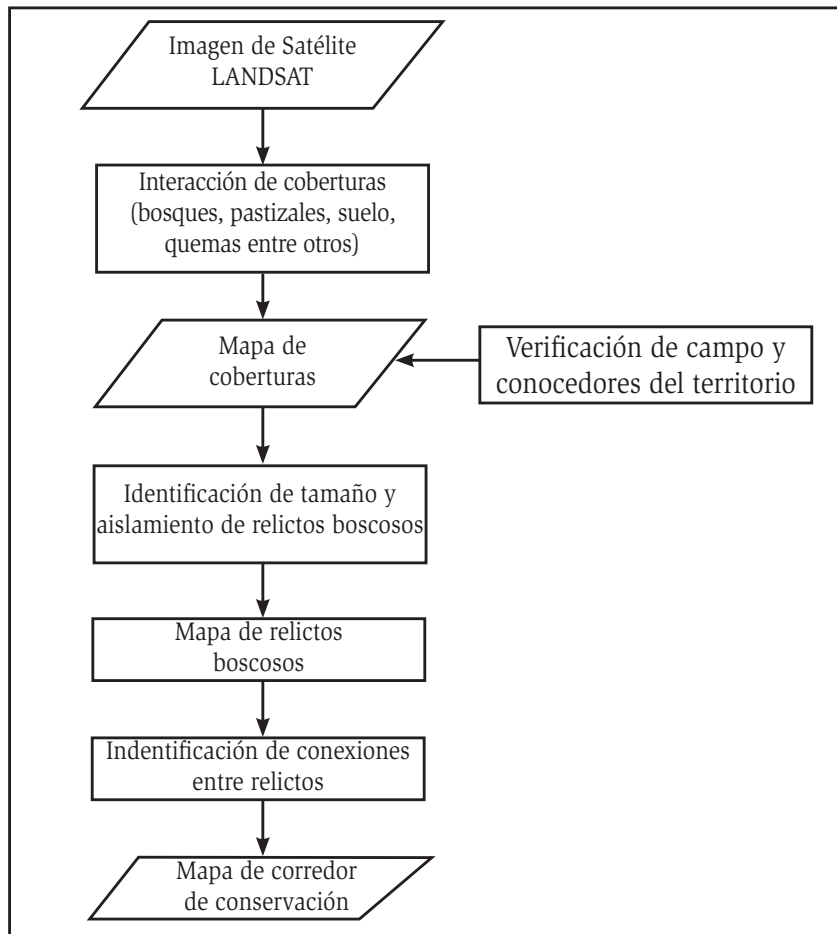 Imagen de Satélite
LANDSAT
Interacción de coberturas
(bosques, pastizales, suelo,
quemas entre otros)
Mapa de
coberturas
Verificación de campo y
conocedores del territorio
Identificación de tamaño y
aislamiento de relictos boscosos
Mapa de relictos
boscosos
Indentificación de conexiones
entre relictos
Mapa de corredor
de conservación